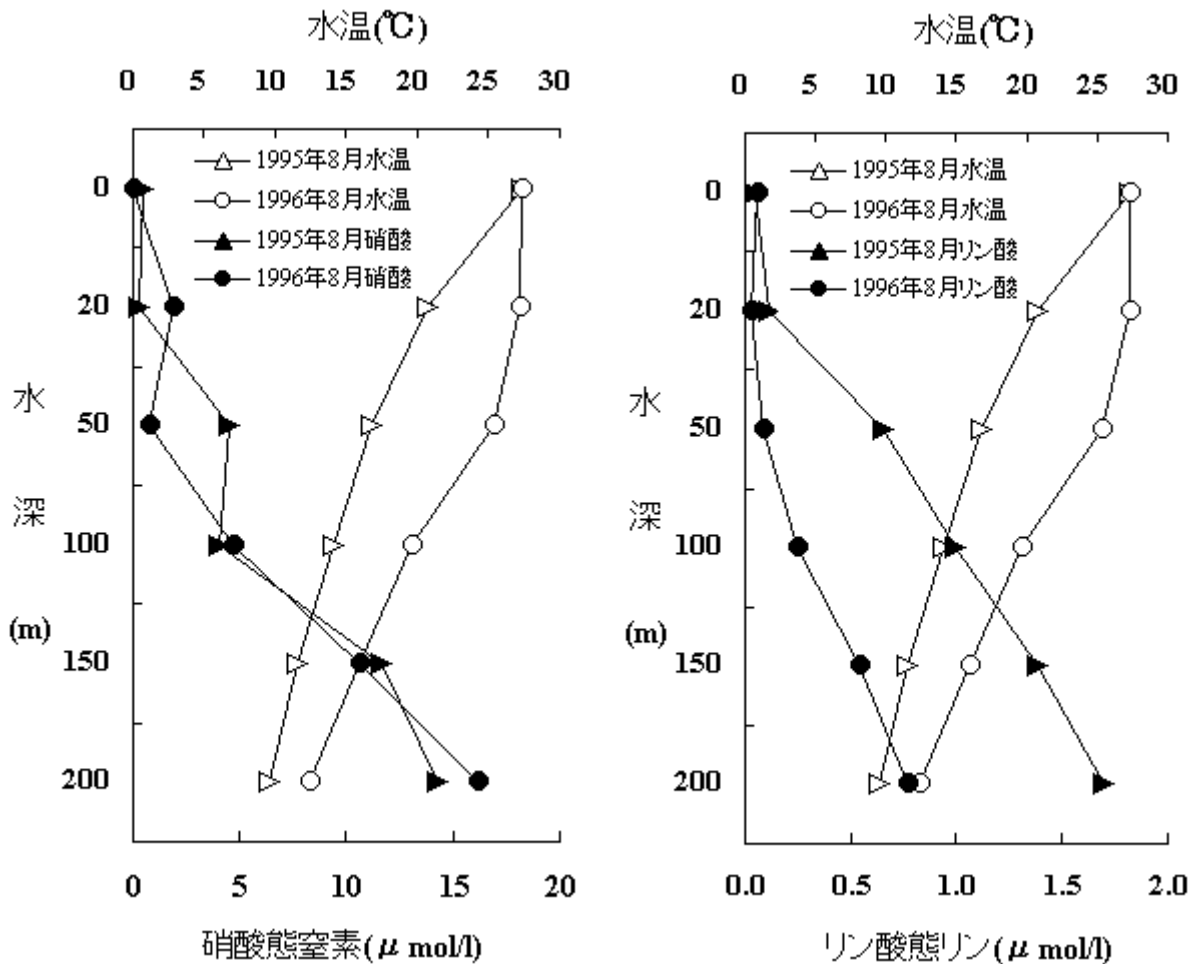 水温(℃)
0 5 10 15 20 25 30
1995年8月水温
1996年8月水温
1995年8月硝酸
1996年8月硝酸
0
20
50
100
150
200
水
深
(m)
0 5 10 15 20
硝酸態窒素(μ mol/l)
水温(℃)
0 5 10 15 20 25 30
1995年8月水温
1996年8月水温
1995年8月リン酸
1996年8月リン酸
0
20
50
100
150
200
水
深
(m)
0.0 0.5 1.0 1.5 2.0
リン酸態リン(μ mol/l)